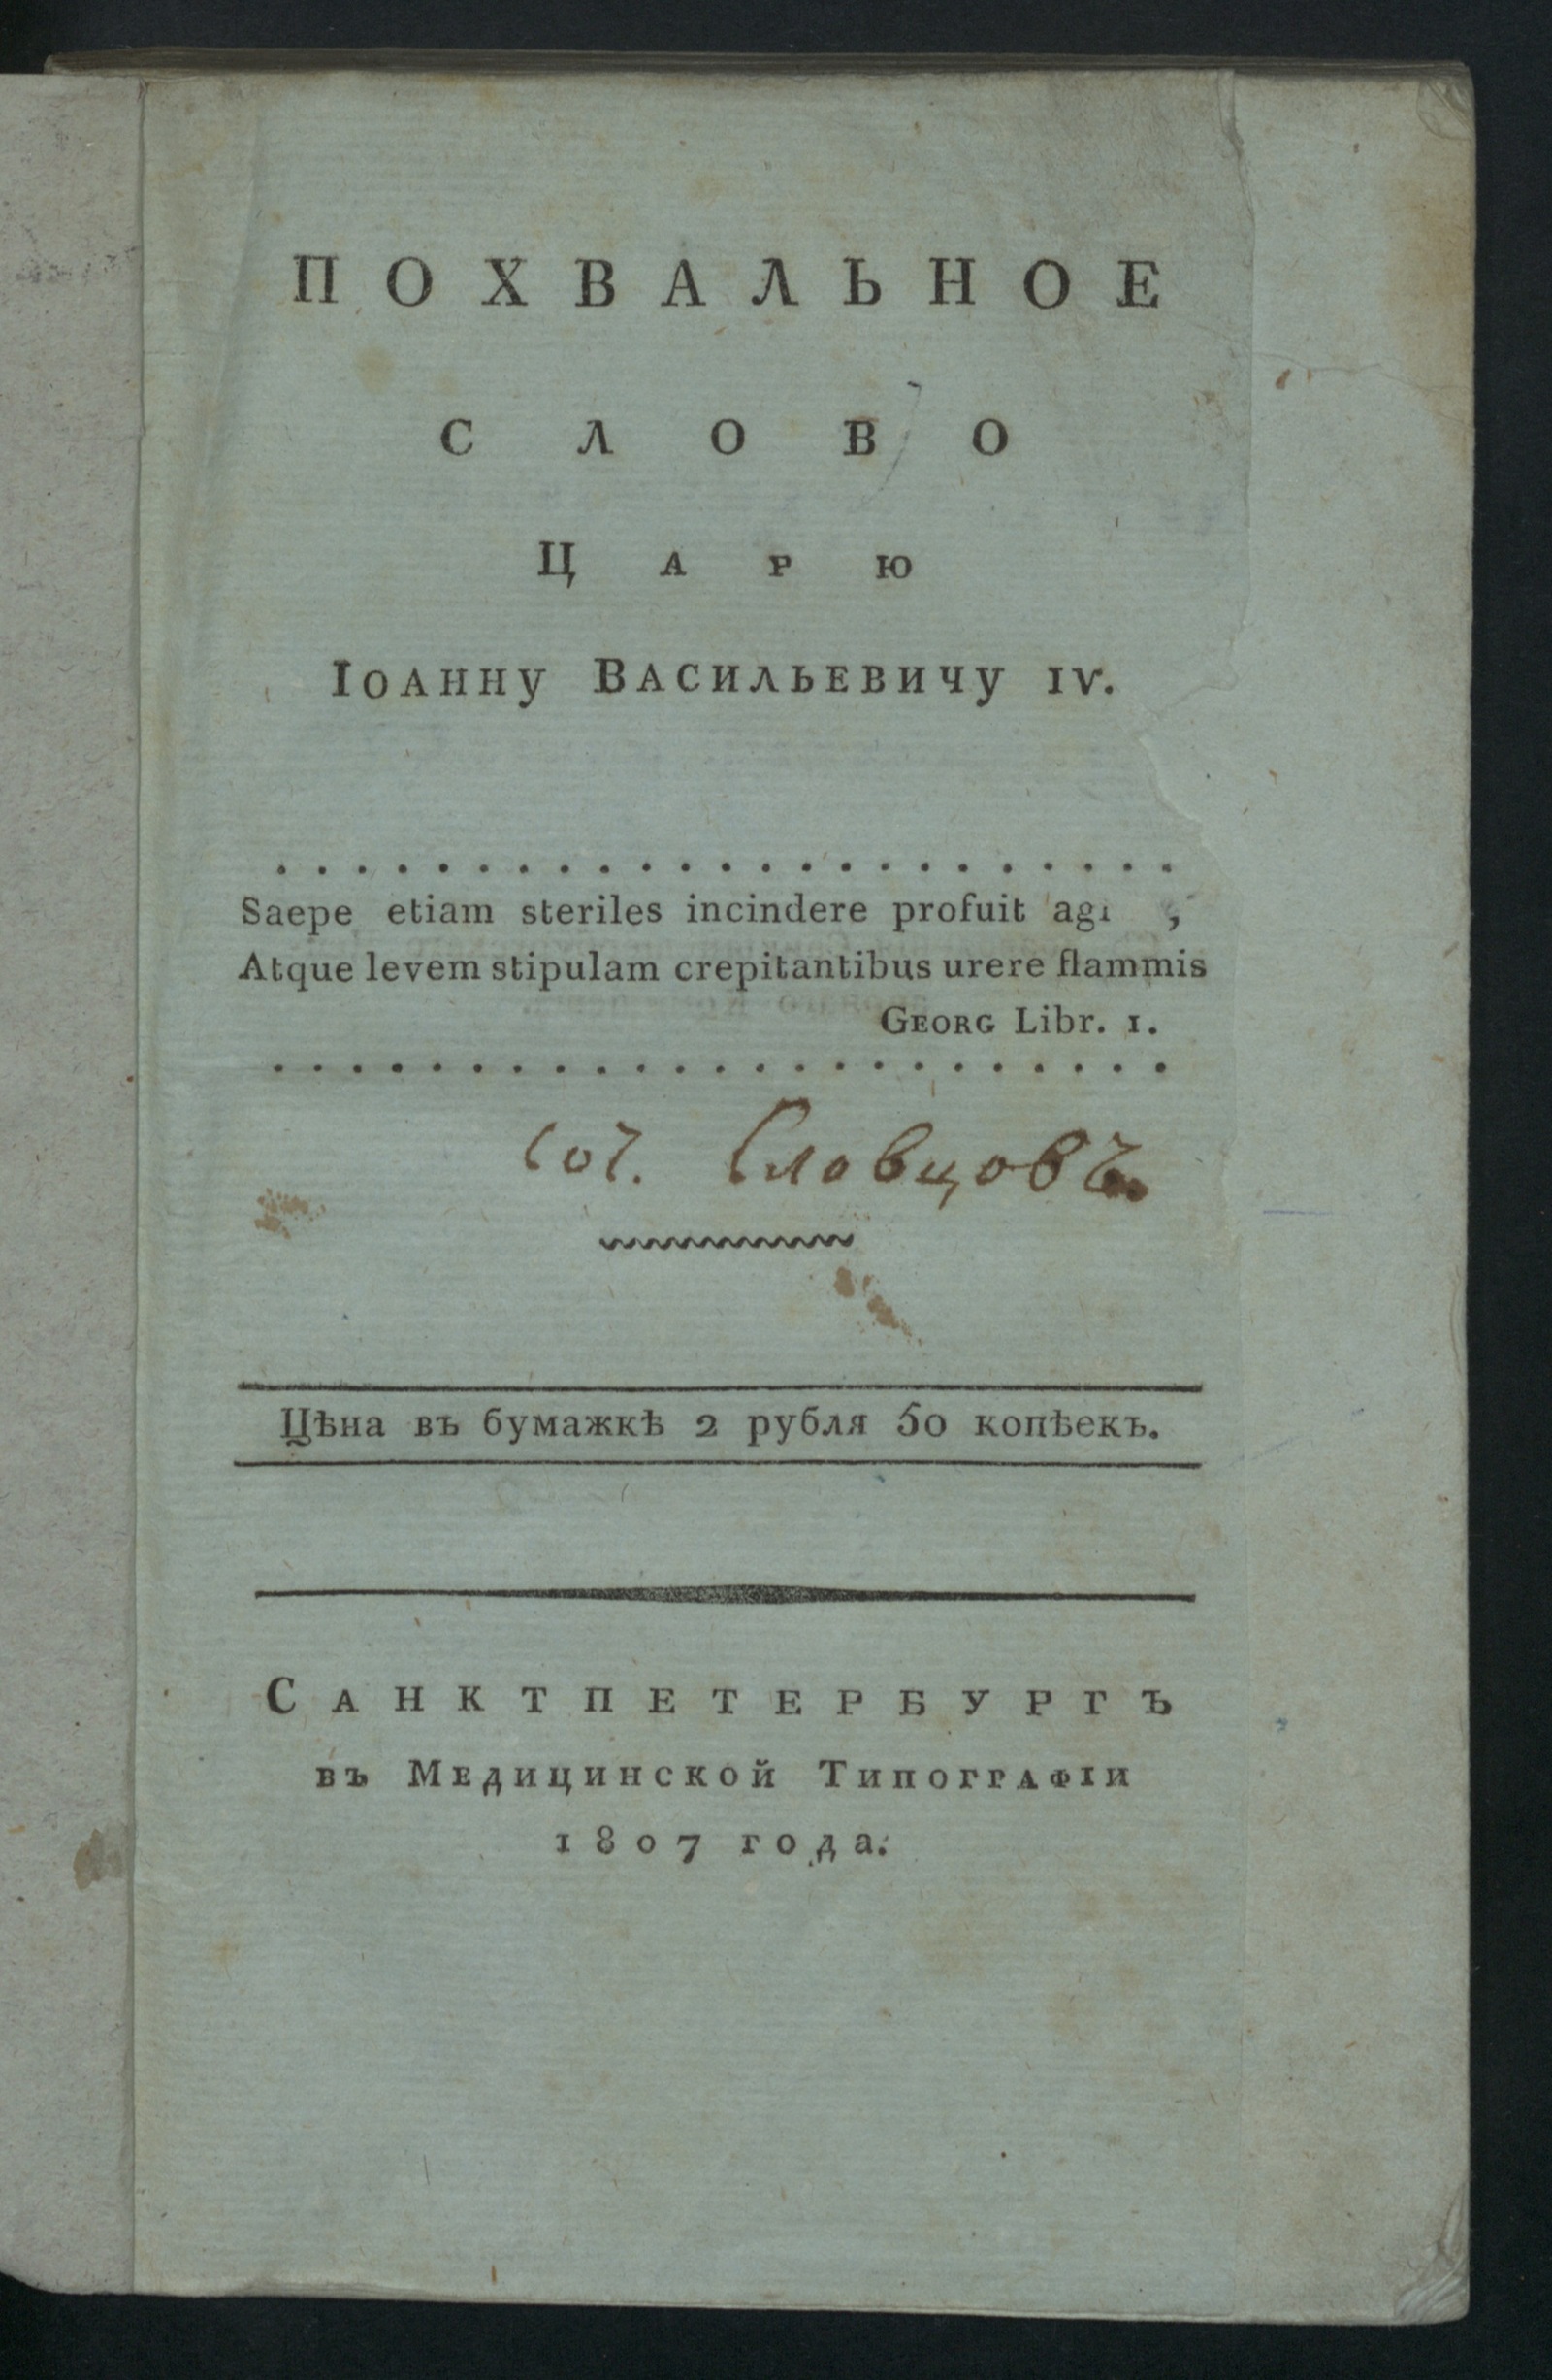 ПОХВАЛЬНОЕ
СЛОВО
ЦАРЮ
ІОАННУ ВАСИЛЬЕВИЧУ IV.
Saepe etiam steriles incindere profuit ,
Atque levem stipulam crepitantibus urere flammis
GEORG Libr. 1.
Соч. Словцовъ.
Цѣна въ бумажкѣ 2 рубля 50 копѣекъ.
САНКТПЕТЕРБУРГЪ
въ МЕДИЦИНСКОЙ ТИПОГРАФІИ
1807 года.